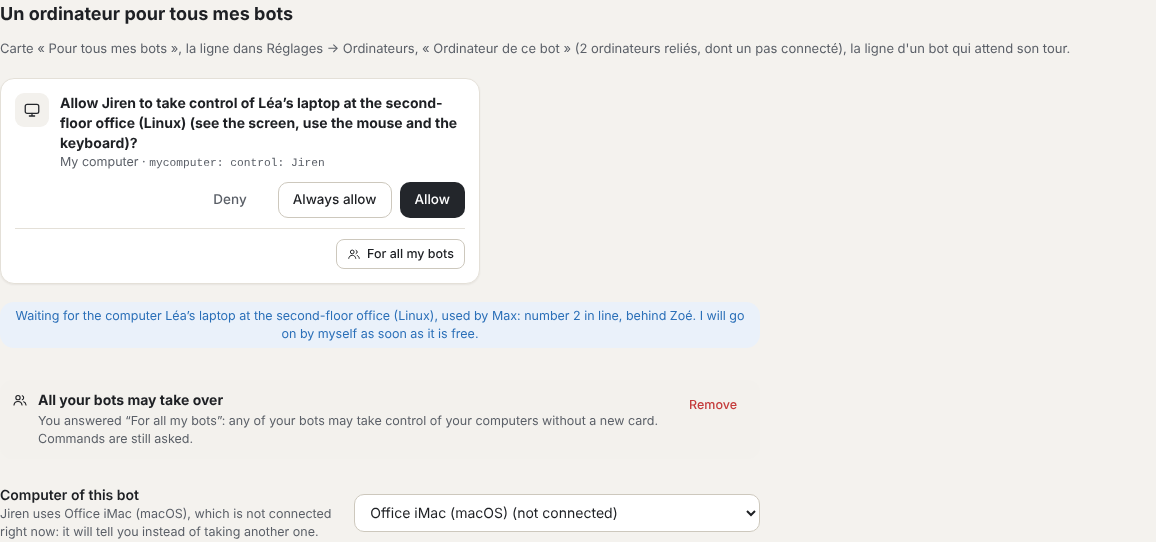 Un ordinateur pour tous mes bots
Carte « Pour tous mes bots », la ligne dans Réglages → Ordinateurs, « Ordinateur de ce bot » (2 ordinateurs reliés, dont un pas connecté), la ligne d'un bot qui attend son tour.
Allow Jiren to take control of Léa’s laptop at the second-
floor office (Linux) (see the screen, use the mouse and the
keyboard)?
My computer · mycomputer: control: Jiren
Deny
Always allow
Allow
For all my bots
Waiting for the computer Léa’s laptop at the second-floor office (Linux), used by Max: number 2 in line, behind Zoé. I will go
on by myself as soon as it is free.
All your bots may take over
Remove
You answered “For all my bots”: any of your bots may take control of your computers without a new card.
Commands are still asked.
Computer of this bot
Jiren uses Office iMac (macOS), which is not connected
right now: it will tell you instead of taking another one.
Office iMac (macOS) (not connected)